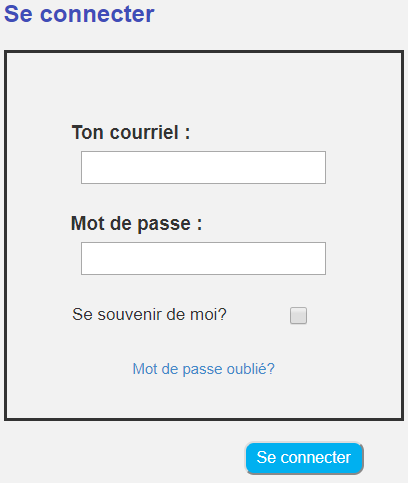 Se connecter
Ton courriel :
Mot de passe :
Se souvenir de moi?
Mot de passe oublié?
Se connecter